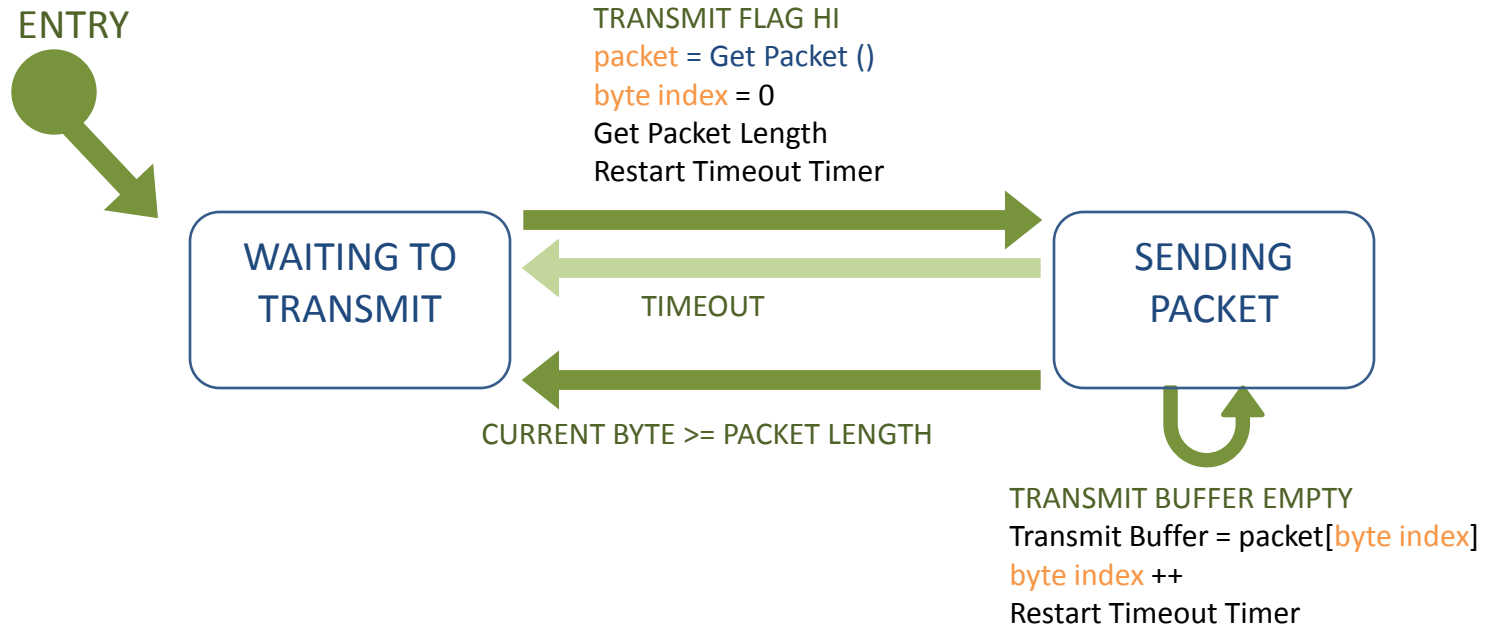 ENTRY
TRANSMIT FLAG HI
packet = Get Packet ()
byte index = 0
Get Packet Length
Restart Timeout Timer
WAITING TO
TRANSMIT
SENDING
PACKET
TIMEOUT
CURRENT BYTE >= PACKET LENGTH
TRANSMIT BUFFER EMPTY
Transmit Buffer = packet[byte index]
byte index ++
Restart Timeout Timer